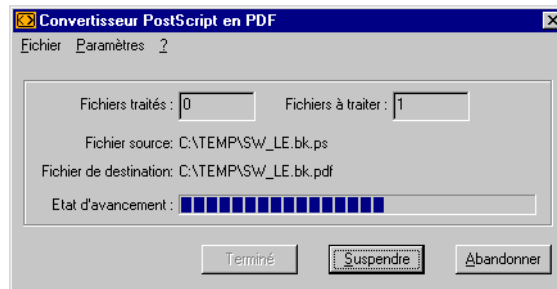 Convertisseur PostScript en PDF
Fichier Paramètres ?
Fichiers traités : 0 Fichiers à traiter : 1
Fichier source: C:\TEMP\SW_LE.bk.ps
Fichier de destination: C:\TEMP\SW_LE.bk.pdf
Etat d'avancement :
Terminé Suspendre Abandonner